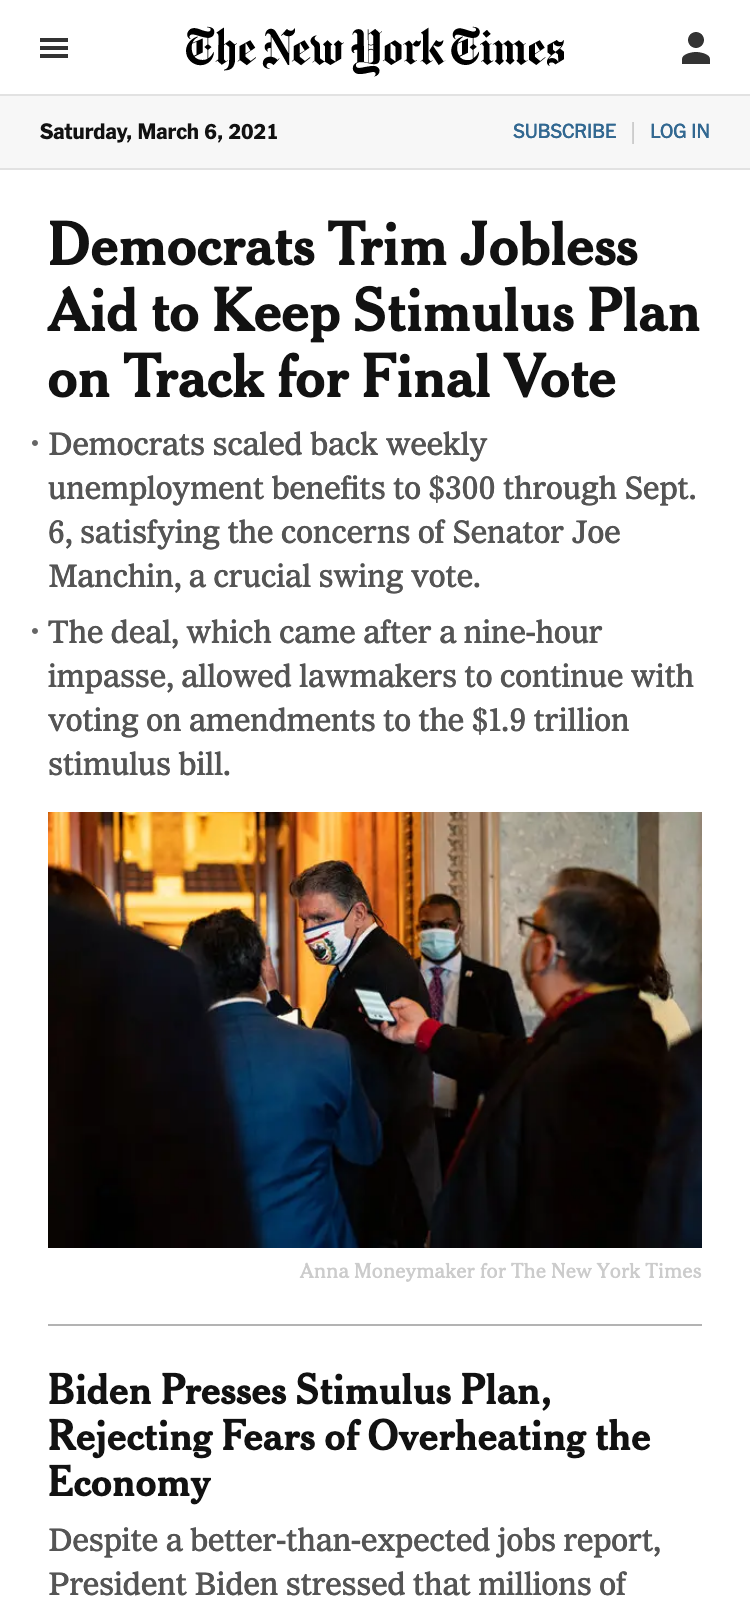 The New York Times
Saturday, March 6, 2021
SUBSCRIBE | LOG IN
Democrats Trim Jobless
Aid to Keep Stimulus Plan
on Track for Final Vote
• Democrats scaled back weekly
unemployment benefits to $300 through Sept.
6, satisfying the concerns of Senator Joe
Manchin, a crucial swing vote.
• The deal, which came after a nine-hour
impasse, allowed lawmakers to continue with
voting on amendments to the $1.9 trillion
stimulus bill.
Anna Moneymaker for The New York Times
Biden Presses Stimulus Plan,
Rejecting Fears of Overheating the
Economy
Despite a better-than-expected jobs report,
President Biden stressed that millions of